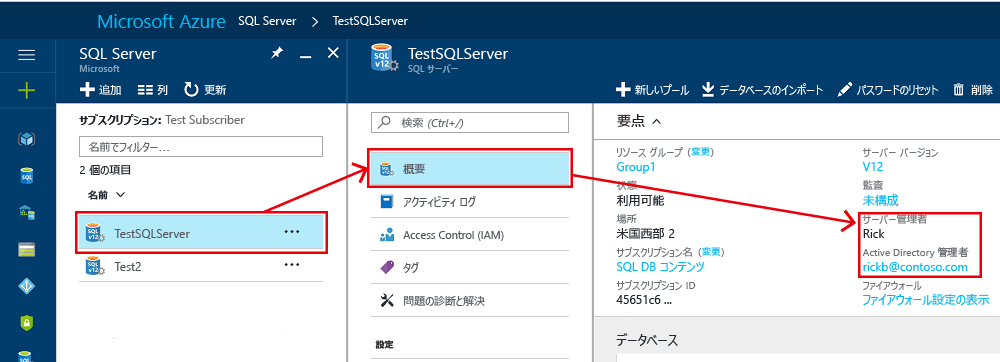 Microsoft Azure SQL Server > TestSQLServer
SQL Server
Microsoft
追加 列 更新
サブスクリプション: Test Subscriber
名前でフィルター...
2 個の項目
名前
SQL v12 TestSQLServer ...
SQL v12 Test2 ...
SQL v12 TestSQLServer
SQL サーバー
検索 (Ctrl+/)
概要
アクティビティ ログ
Access Control (IAM)
タグ
問題の診断と解決
設定
新しいプール データベースのインポート パスワードのリセット 削除
要点
リソース グループ (変更)
Group1
状態
利用可能
場所
米国西部 2
サブスクリプション名 (変更)
SQL DB コンテンツ
サブスクリプション ID
45651c6 ...
サーバー バージョン
V12
監査
未構成
サーバー管理者
Rick
Active Directory 管理者
rickb@contoso.com
ファイアウォール
ファイアウォール設定の表示
データベース